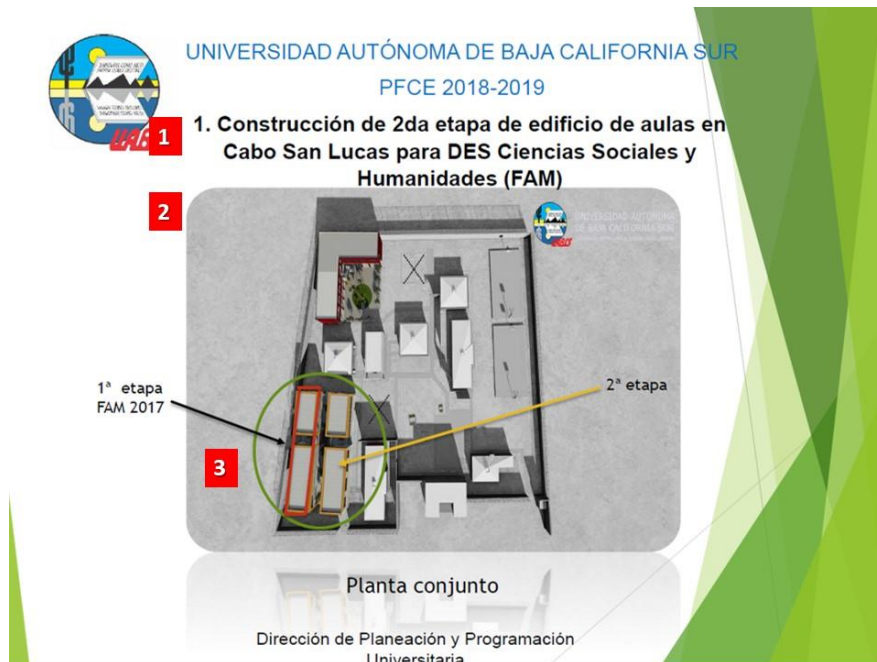 UNIVERSIDAD AUTÓNOMA DE BAJA CALIFORNIA SUR
PFCE 2018-2019
UABCS
1
1. Construcción de 2da etapa de edificio de aulas en
Cabo San Lucas para DES Ciencias Sociales y
Humanidades (FAM)
2
UNIVERSIDAD AUTÓNOMA
DE BAJA CALIFORNIA SUR
1ª etapa
FAM 2017
2ª etapa
3
Planta conjunto
Dirección de Planeación y Programación
Universitaria